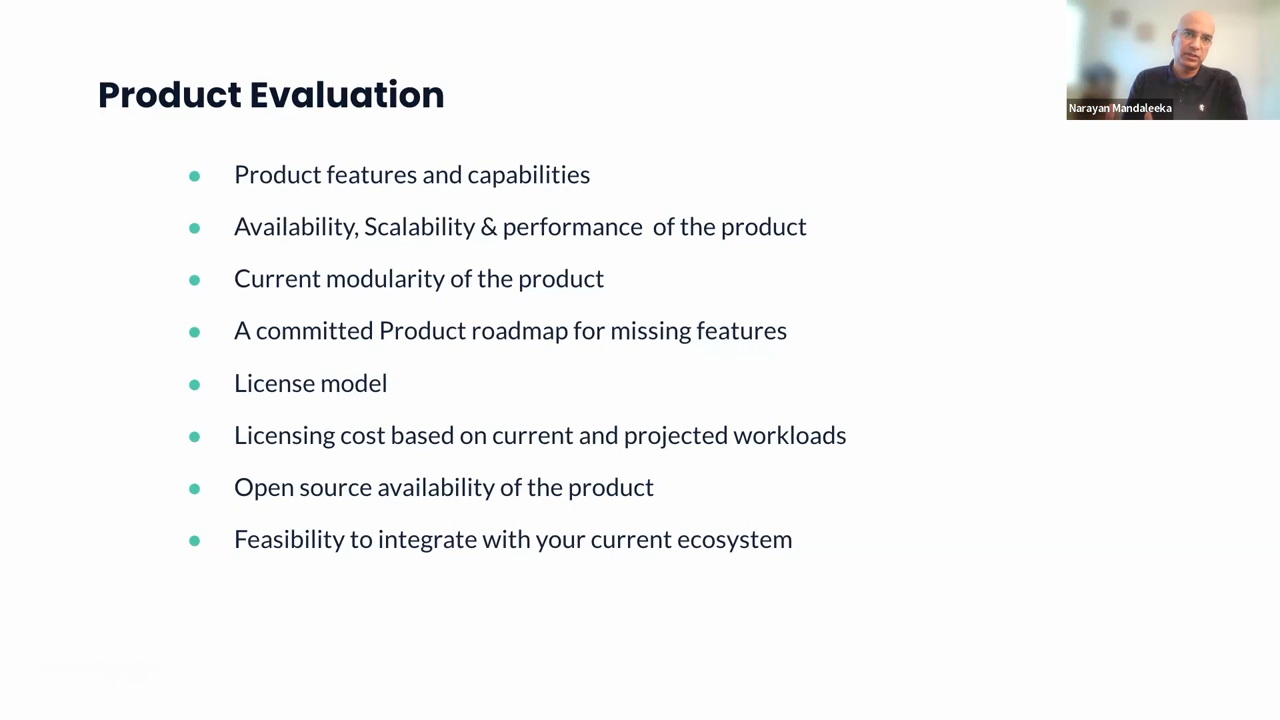 Product Evaluation
Narayan Mandaleeka
Product features and capabilities
Availability, Scalability & performance  of the product
Current modularity of the product
A committed Product roadmap for missing features
License model
Licensing cost based on current and projected workloads
Open source availability of the product
Feasibility to integrate with your current ecosystem